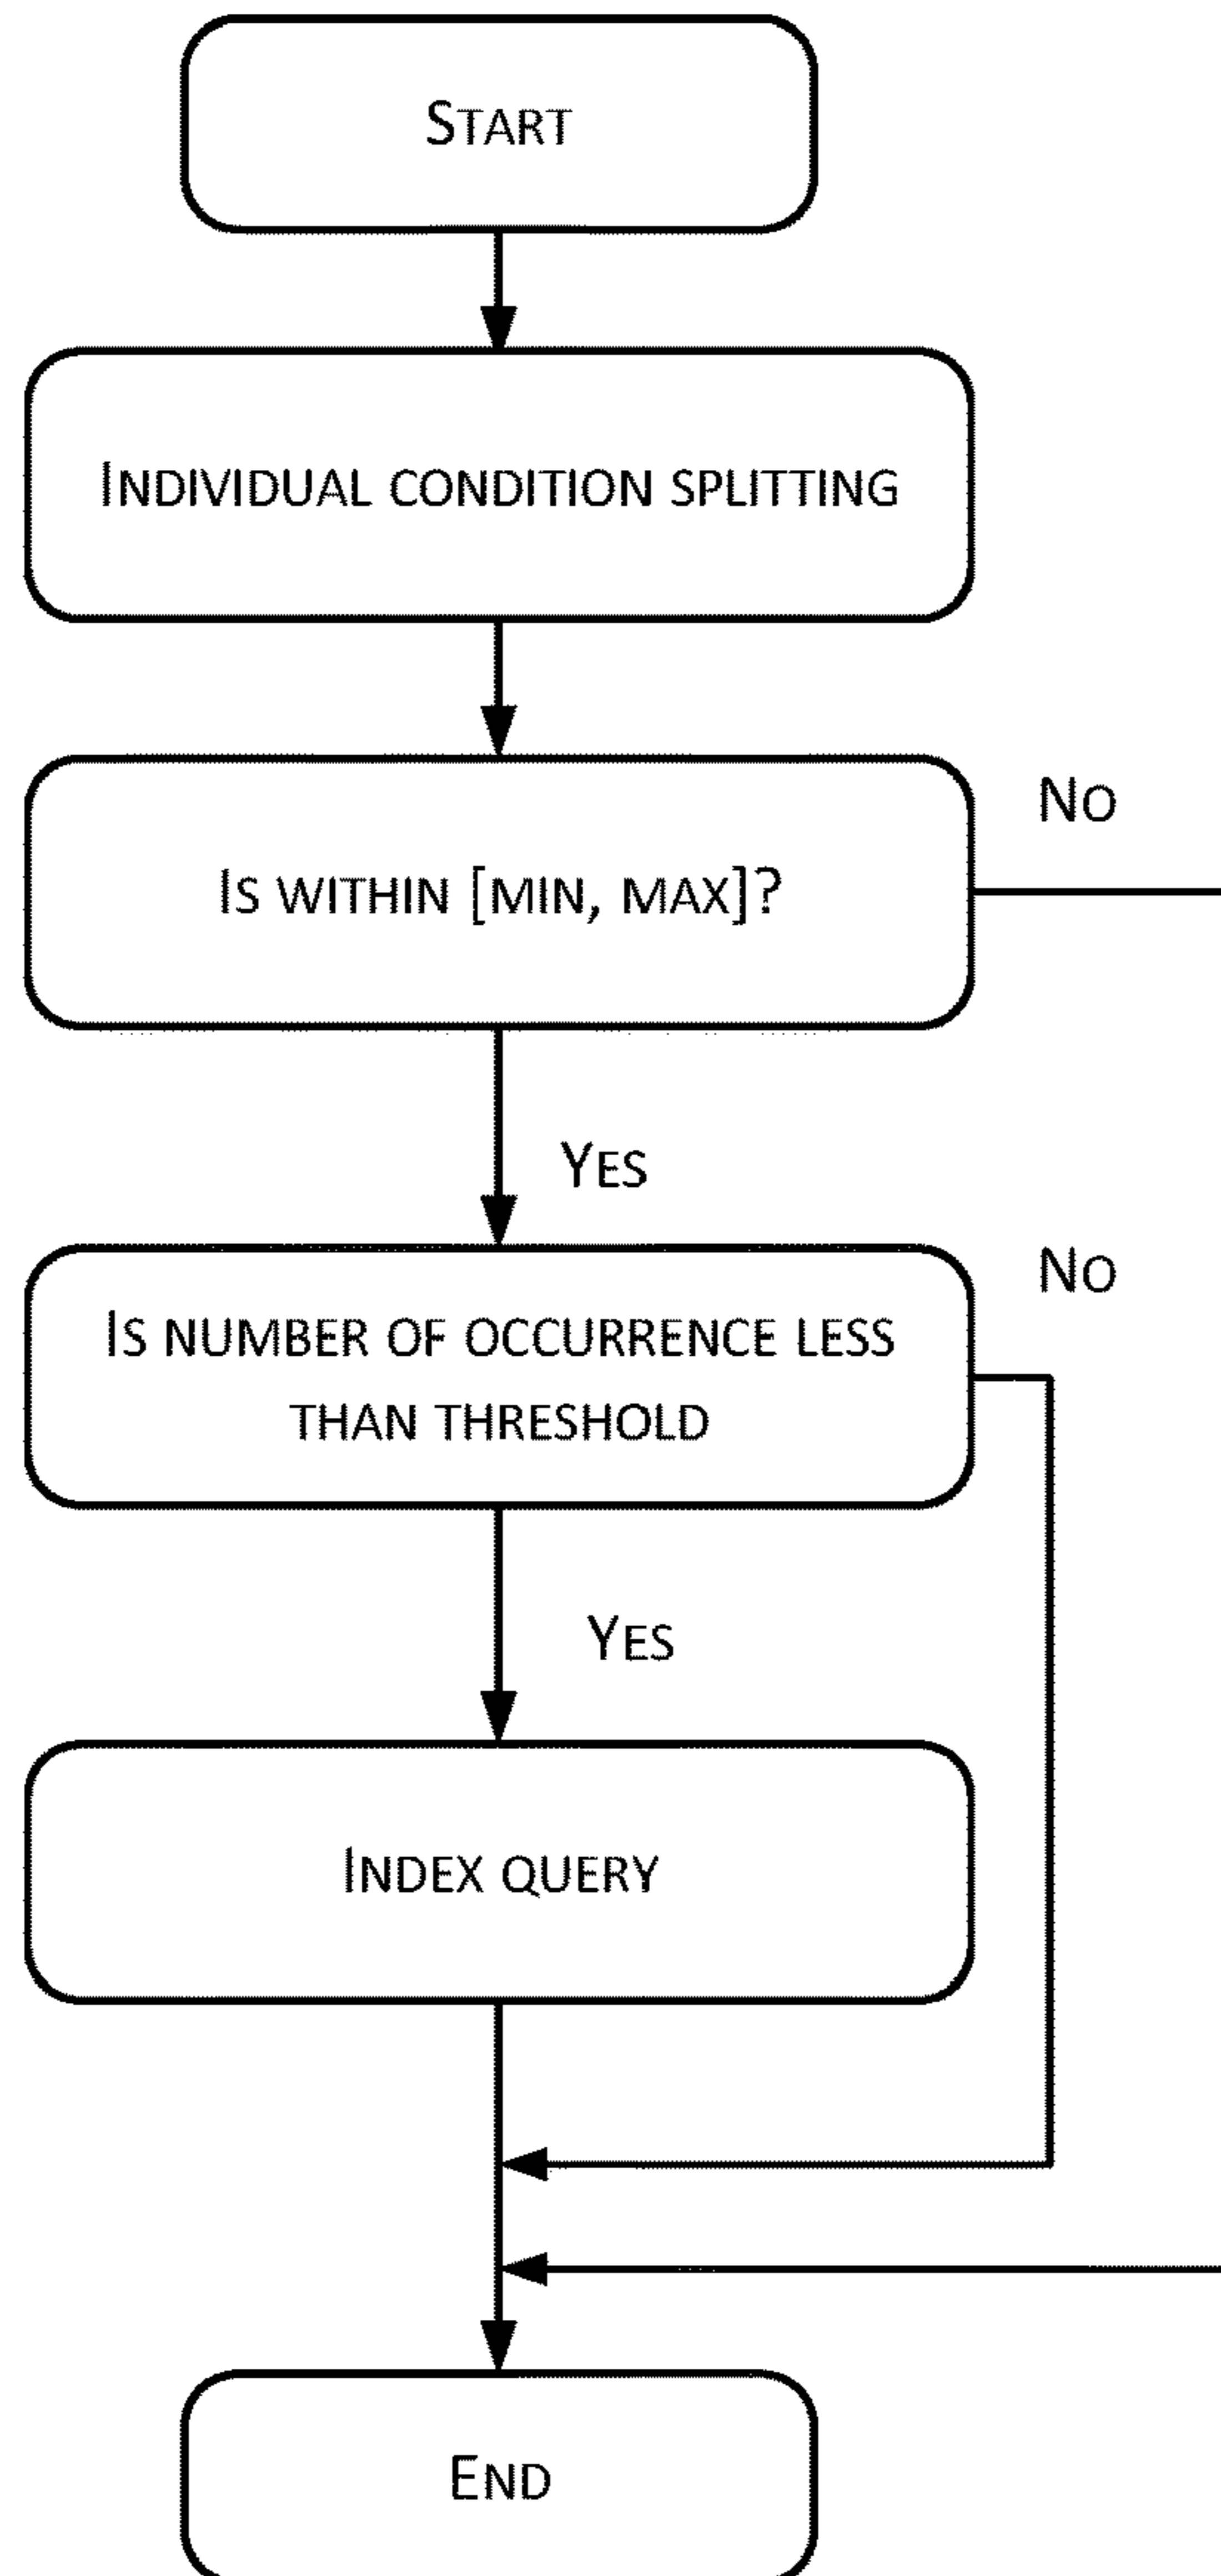 START
INDIVIDUAL CONDITION SPLITTING
IS WITHIN [MIN, MAX]?
NO
YES
NO
IS NUMBER OF OCCURRENCE LESS
THAN THRESHOLD
YES
INDEX QUERY
END